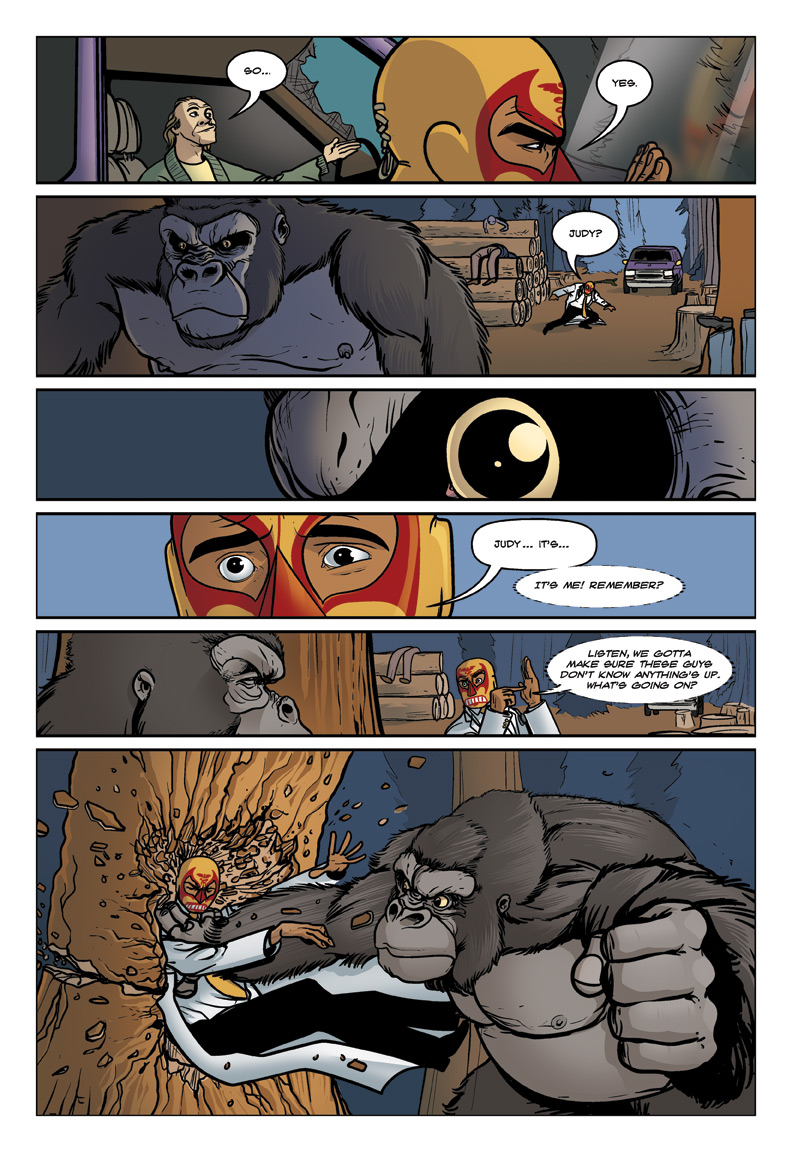 SO...
YES.
JUDY?
JUDY... IT'S...
IT'S ME! REMEMBER?
LISTEN, WE GOTTA
MAKE SURE THESE GUYS
DON'T KNOW ANYTHING'S UP.
WHAT'S GOING ON?